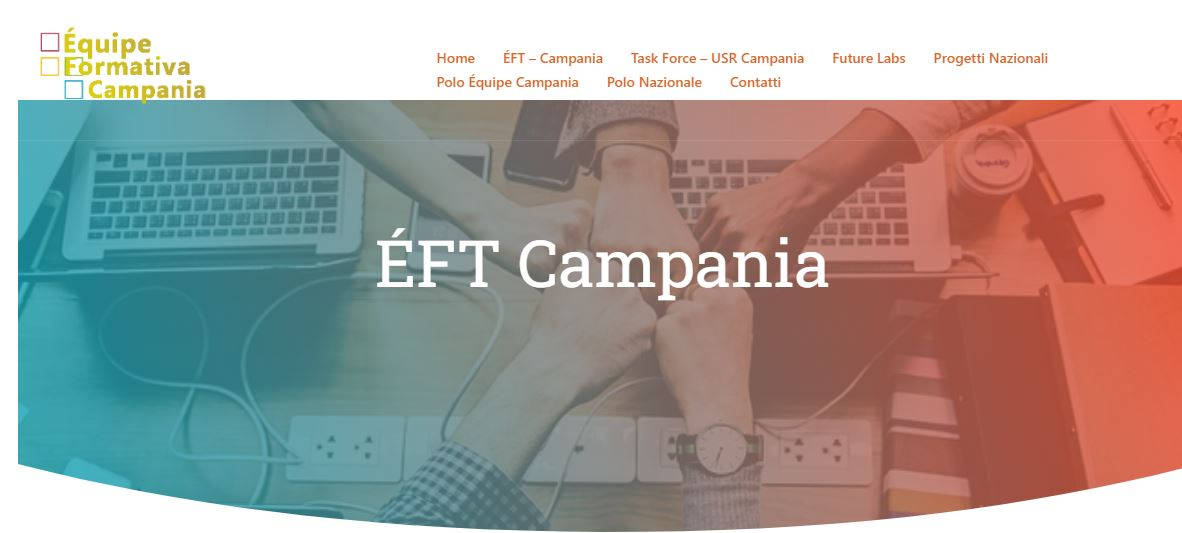 Équipe
Formativa
Campania
Home ÉFT – Campania Task Force – USR Campania Future Labs Progetti Nazionali
Polo Équipe Campania Polo Nazionale Contatti
ÉFT Campania